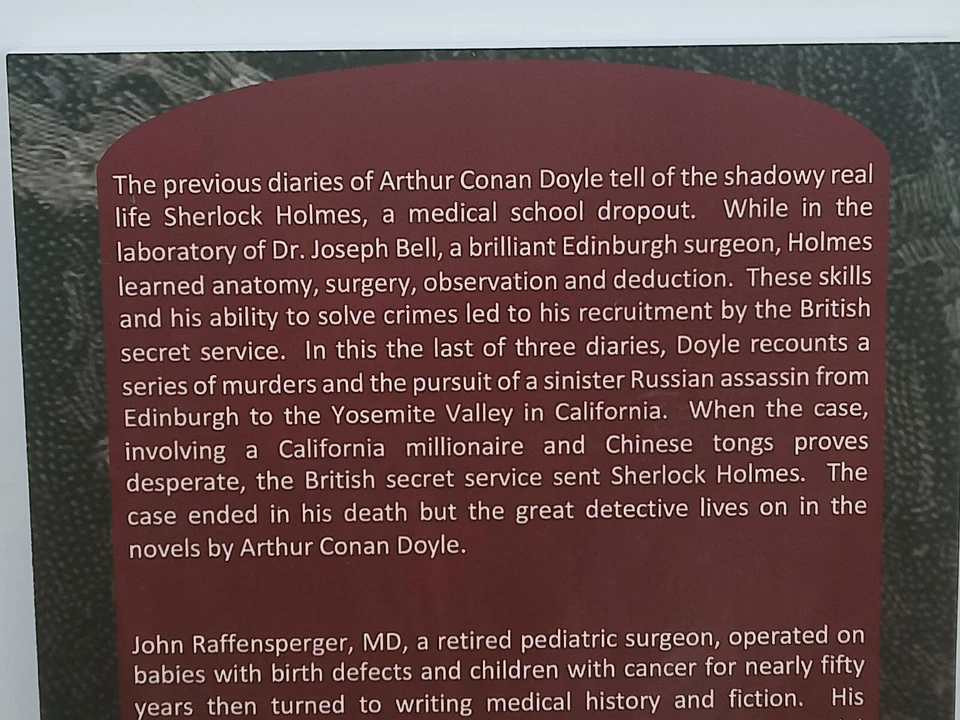 The previous diaries of Arthur Conan Doyle tell of the shadowy real
life Sherlock Holmes, a medical school dropout. While in the
laboratory of Dr. Joseph Bell, a brilliant Edinburgh surgeon, Holmes
learned anatomy, surgery, observation and deduction. These skills
and his ability to solve crimes led to his recruitment by the British
secret service. In this the last of three diaries, Doyle recounts a
series of murders and the pursuit of a sinister Russian assassin from
Edinburgh to the Yosemite Valley in California. When the case,
involving a California millionaire and Chinese tongs proves
desperate, the British secret service sent Sherlock Holmes. The
case ended in his death but the great detective lives on in the
novels by Arthur Conan Doyle.
John Raffensperger, MD, a retired pediatric surgeon, operated on
babies with birth defects and children with cancer for nearly fifty
years then turned to writing medical history and fiction. His